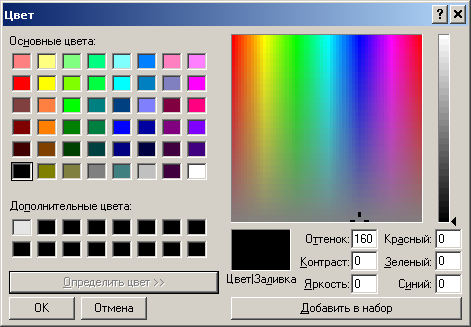 Цвет
Основные цвета:
Дополнительные цвета:
Определить цвет >>
OK
Отмена
Цвет|Заливка
Оттенок: 160
Контраст: 0
Яркость: 0
Красный: 0
Зеленый: 0
Синий: 0
Добавить в набор